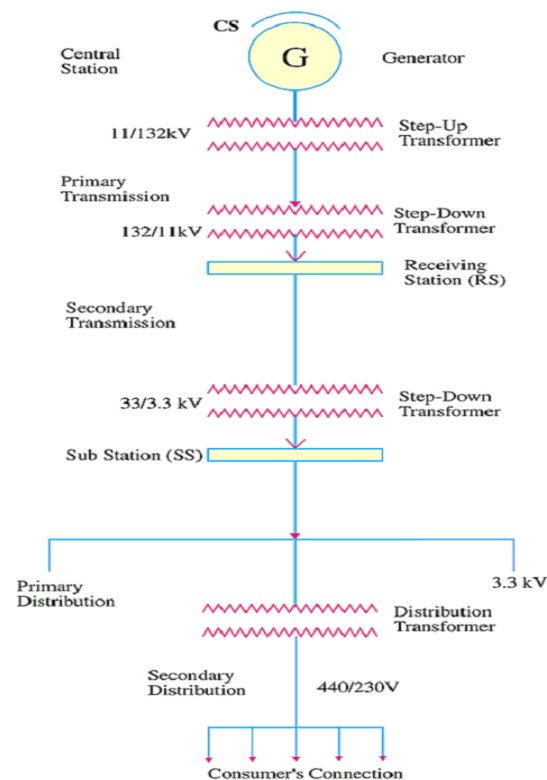 CS
Central
Station
G
Generator
11/132kV
Step-Up
Transformer
Primary
Transmission
132/11kV
Step-Down
Transformer
Receiving
Station (RS)
Secondary
Transmission
33/3.3 kV
Step-Down
Transformer
Sub Station (SS)
Primary
Distribution
3.3 kV
Distribution
Transformer
Secondary
Distribution
440/230V
Consumer's Connection